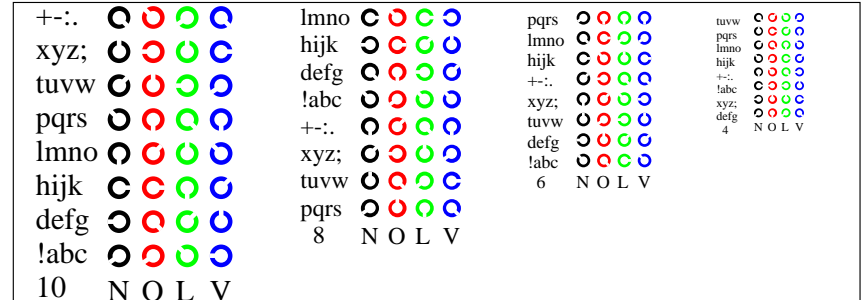 +-:.
xyz;
tuvw
pqrs
lmno
hijk
defg
!abc
10 N O L V
lmno
hijk
defg
!abc
+-:.
xyz;
tuvw
pqrs
8 N O L V
pqrs
lmno
hijk
+-:.
xyz;
tuvw
defg
!abc
6 N O L V
tuvw
pqrs
lmno
hijk
+-:.
!abc
xyz;
defg
4 N O L V